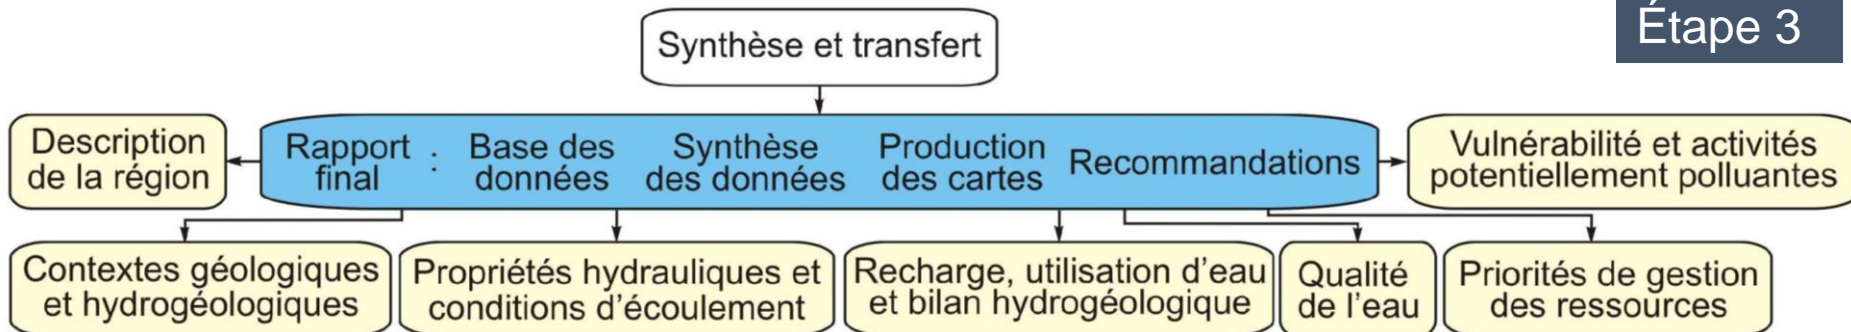 Étape 3
Synthèse et transfert
Description
de la région
Rapport
final
:
Base des
données
Synthèse
des données
Production
des cartes
Recommandations
Vulnérabilité et activités
potentiellement polluantes
Contextes géologiques
et hydrogéologiques
Propriétés hydrauliques et
conditions d'écoulement
Recharge, utilisation d'eau
et bilan hydrogéologique
Qualité
de l'eau
Priorités de gestion
des ressources